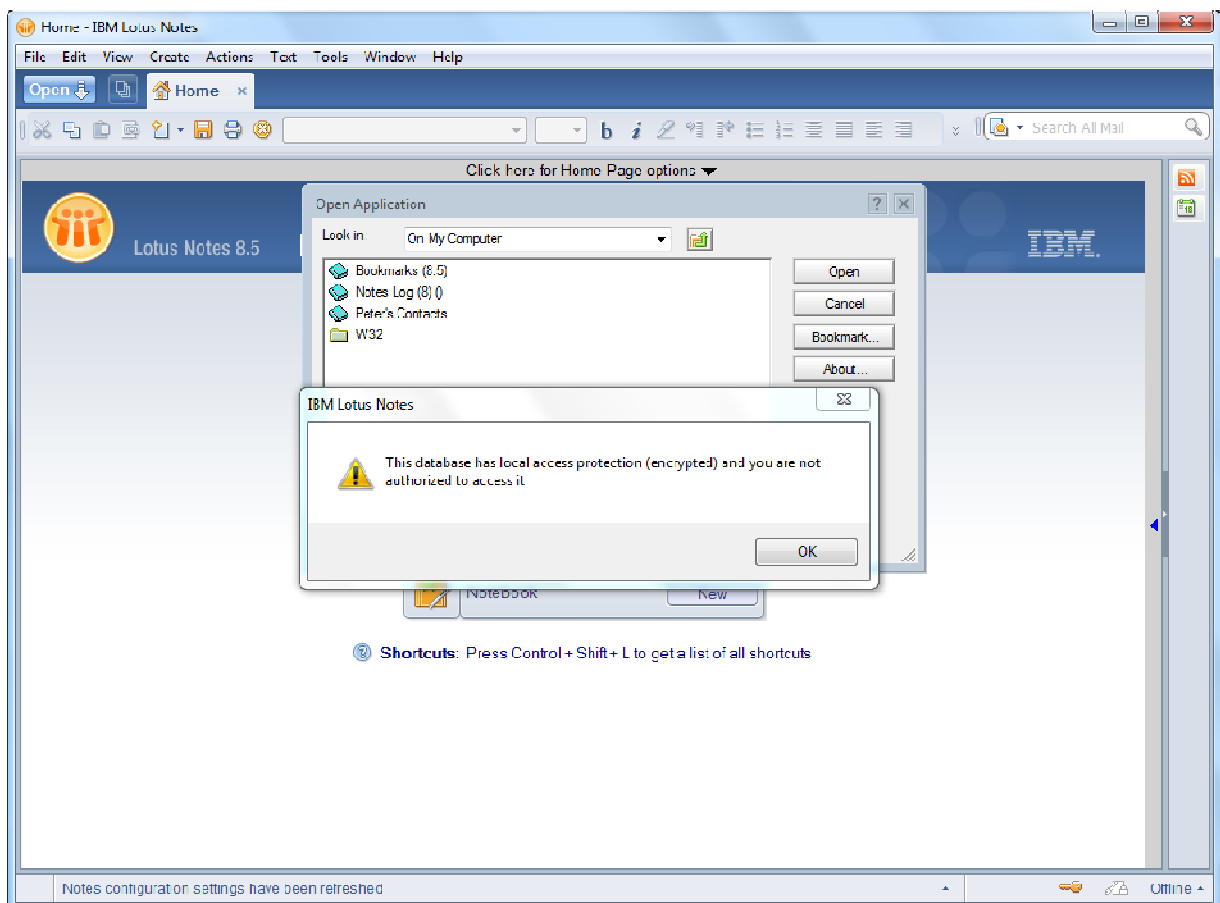 Home - IBM Lotus Notes
File Edit View Create Actions Text Tools Window Help
Open
Home
b i
Search All Mail
Click here for Home Page options
Open Application
Lotus Notes 8.5
IBM.
Look in
On My Computer
Bookmarks (8.5)
Notes Log (8) ()
Peter's Contacts
W32
Open
Cancel
Bookmark...
About...
IBM Lotus Notes
This database has local access protection (encrypted) and you are not
authorized to access it
OK
Notebook
New
Shortcuts: Press Control + Shift + L to get a list of all shortcuts
Notes configuration settings have been refreshed
Offline